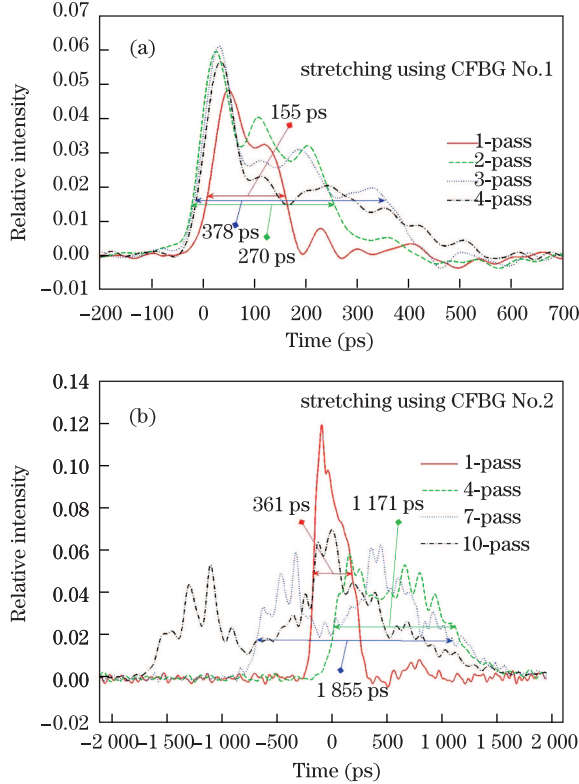 (a)
stretching using CFBG No.1
155 ps
1-pass
2-pass
3-pass
4-pass
378 ps
270 ps
0.07
0.06
0.05
0.04
0.03
0.02
0.01
0.00
−0.01
Relative intensity
−200 −100 0 100 200 300 400 500 600 700
Time (ps)
(b)
stretching using CFBG No.2
1-pass
4-pass
7-pass
10-pass
361 ps
1 171 ps
1 855 ps
0.14
0.12
0.10
0.08
0.06
0.04
0.02
0.00
−0.02
Relative intensity
−2 000 −1 500 −1 000 −500 0 500 1 000 1 500 2 000
Time (ps)